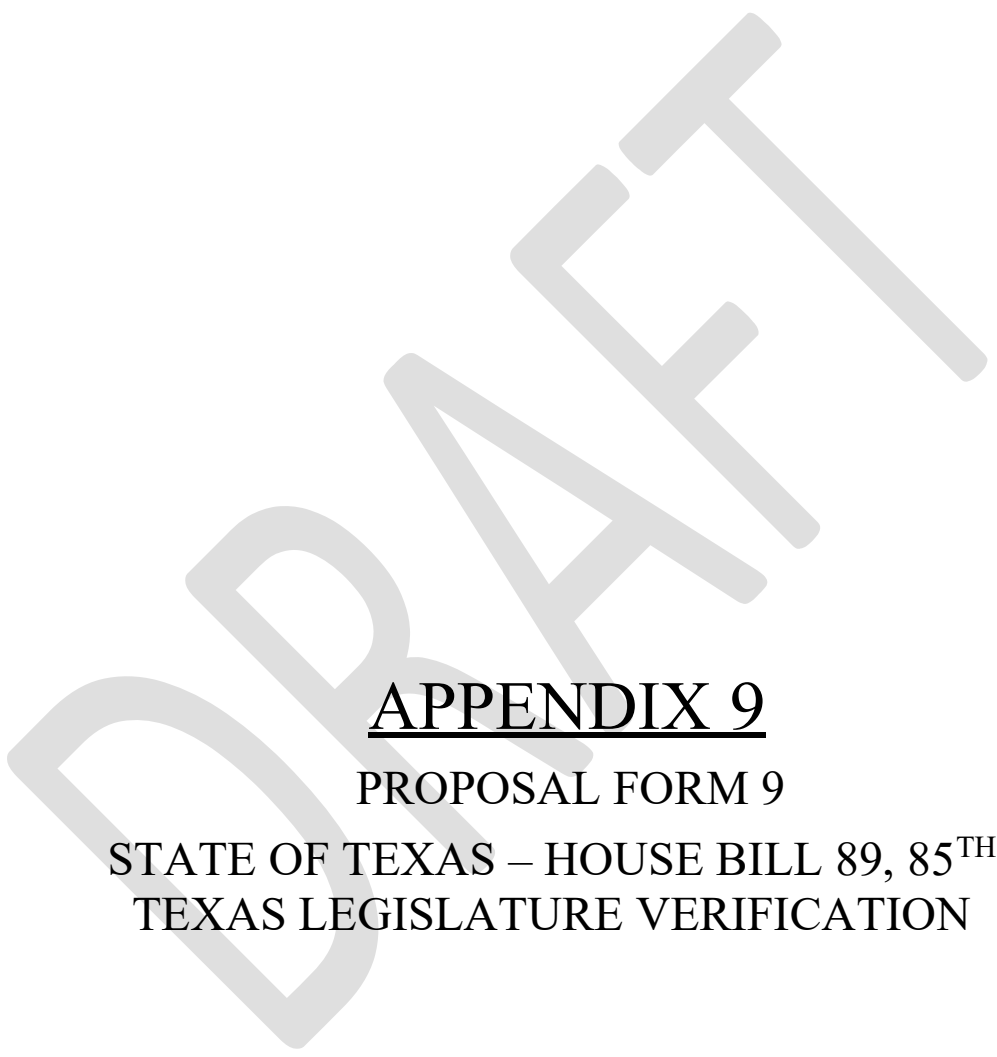 DRAFT
APPENDIX 9
PROPOSAL FORM 9
STATE OF TEXAS – HOUSE BILL 89, 85TH
TEXAS LEGISLATURE VERIFICATION